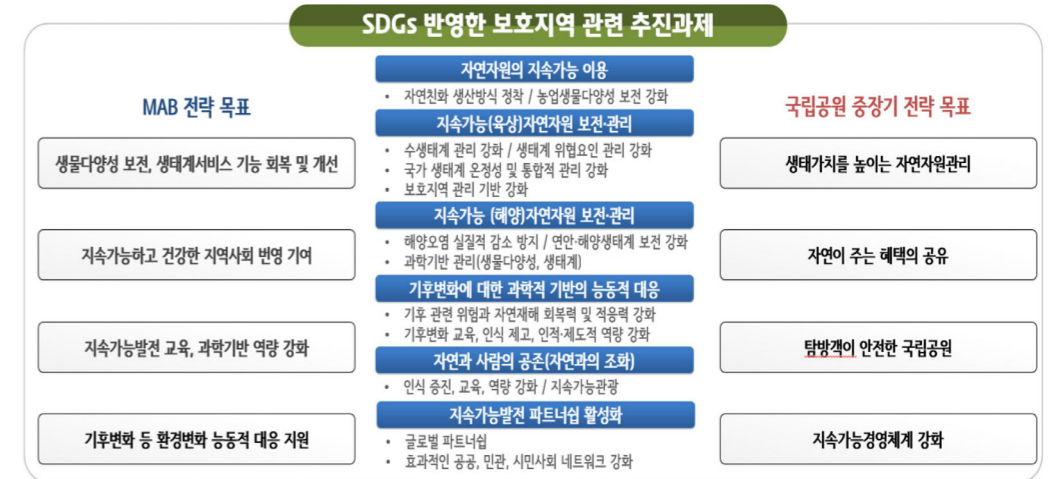 SDGs 반영한 보호지역 관련 추진과제
MAB 전략 목표
생물다양성 보전, 생태계서비스 기능 회복 및 개선
지속가능하고 건강한 지역사회 번영 기여
지속가능발전 교육, 과학기반 역량 강화
기후변화 등 환경변화 능동적 대응 지원
자연자원의 지속가능 이용
• 자연친화 생산방식 정착 / 농업생물다양성 보전 강화
지속가능(육상)자연자원 보전·관리
• 수생태계 관리 강화 / 생태계 위협요인 관리 강화
• 국가 생태계 온정성 및 통합적 관리 강화
• 보호지역 관리 기반 강화
지속가능 (해양)자연자원 보전·관리
• 해양오염 실질적 감소 방지 / 연안·해양생태계 보전 강화
• 과학기반 관리(생물다양성, 생태계)
기후변화에 대한 과학적 기반의 능동적 대응
• 기후 관련 위험과 자연재해 회복력 및 적응력 강화
• 기후변화 교육, 인식 제고, 인적·제도적 역량 강화
자연과 사람의 공존(자연과의 조화)
• 인식 증진, 교육, 역량 강화 / 지속가능관광
지속가능발전 파트너쉽 활성화
• 글로벌 파트너쉽
• 효과적인 공공, 민관, 시민사회 네트워크 강화
국립공원 중장기 전략 목표
생태가치를 높이는 자연자원관리
자연이 주는 혜택의 공유
탐방객이 안전한 국립공원
지속가능경영체계 강화